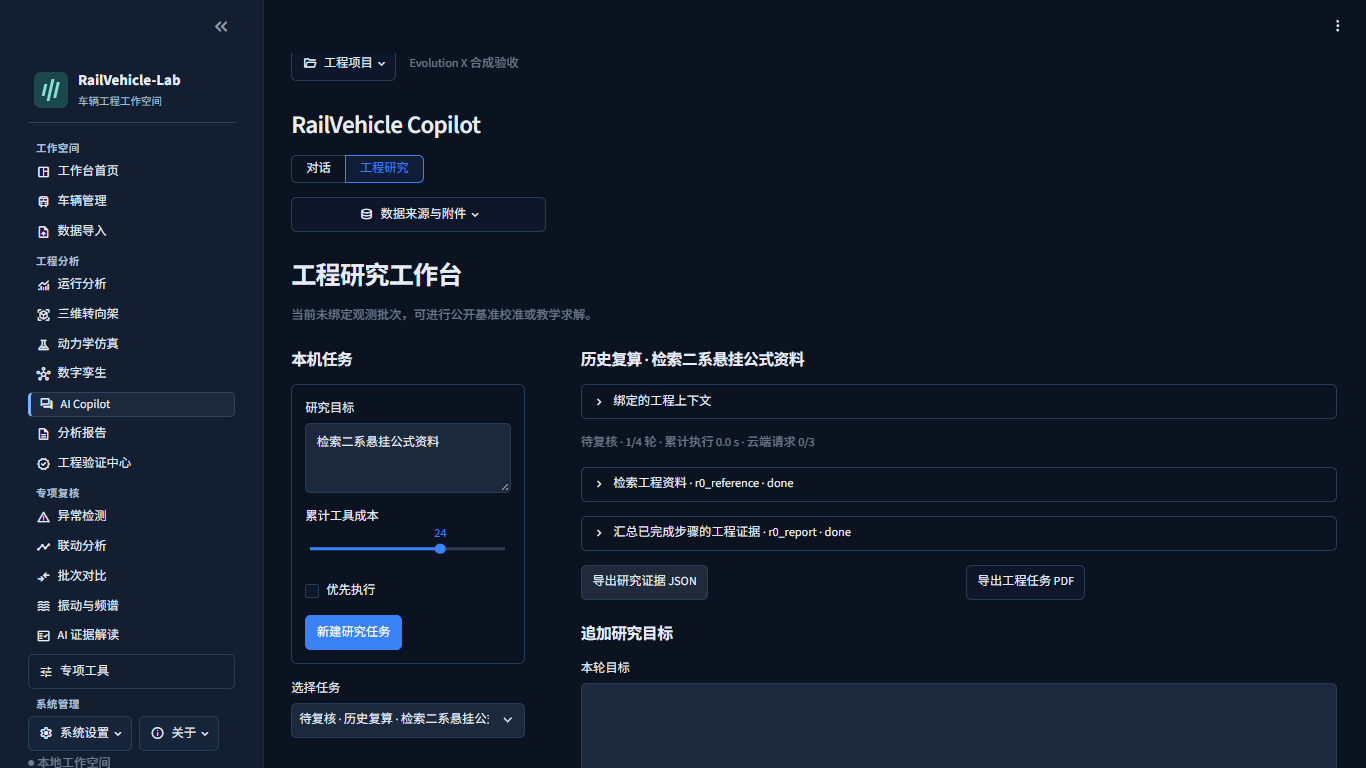 RailVehicle-Lab
车辆工程工作空间
工作空间
工作台首页
车辆管理
数据导入
工程分析
运行分析
三维转向架
动力学仿真
数字孪生
AI Copilot
分析报告
工程验证中心
专项复核
异常检测
联动分析
批次对比
振动与频谱
AI 证据解读
专项工具
系统管理
系统设置
关于
本地工作空间
工程项目
Evolution X 合成验收
RailVehicle Copilot
对话
工程研究
数据来源与附件
工程研究工作台
当前未绑定观测批次，可进行公开基准校准或教学求解。
本机任务
研究目标
检索二系悬挂公式资料
累计工具成本
24
优先执行
新建研究任务
选择任务
待复核 · 历史复算 · 检索二系悬挂公式
历史复算 · 检索二系悬挂公式资料
绑定的工程上下文
待复核 · 1/4 轮 · 累计执行 0.0 s · 云端请求 0/3
检索工程资料 · r0_reference · done
汇总已完成步骤的工程证据 · r0_report · done
导出研究证据 JSON
导出工程任务 PDF
追加研究目标
本轮目标